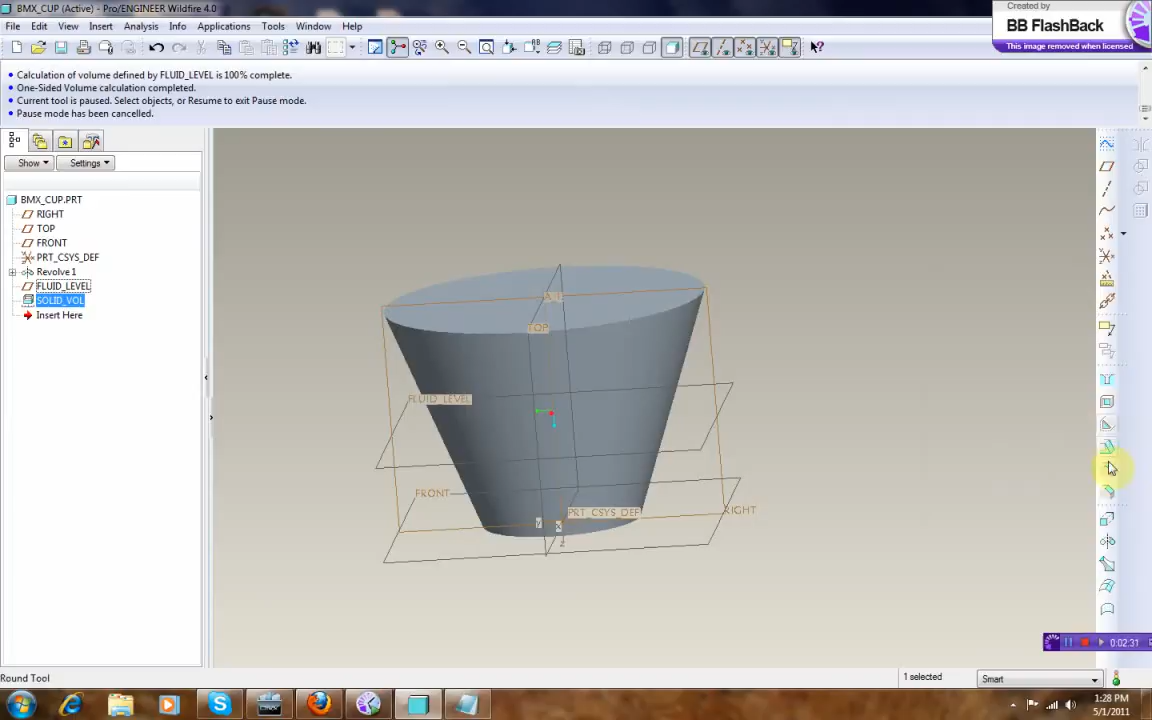 BMX_CUP (Active) - Pro/ENGINEER Wildfire 4.0
Created by
BB FlashBack
This image removed when licensed
File Edit View Insert Analysis Info Applications Tools Window Help
• Calculation of volume defined by FLUID_LEVEL is 100% complete.
• One-Sided Volume calculation completed.
• Current tool is paused. Select objects, or Resume to exit Pause mode.
• Pause mode has been cancelled.
Show Settings
BMX_CUP.PRT
RIGHT
TOP
FRONT
PRT_CSYS_DEF
Revolve 1
FLUID_LEVEL
SOLID_VOL
Insert Here
TOP
FLUID_LEVEL
FRONT
PRT_CSYS_DEF
RIGHT
Y X
Z
0:02:31
Round Tool
1 selected
Smart
1:28 PM
5/1/2011